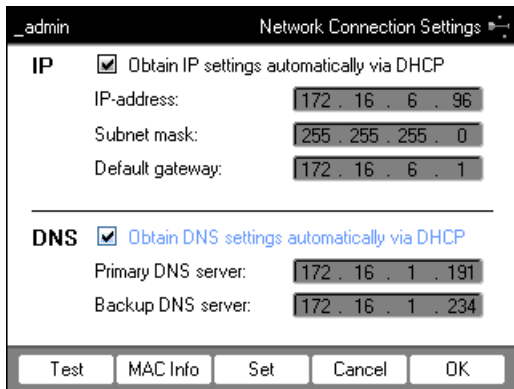 _admin Network Connection Settings
IP Obtain IP settings automatically via DHCP
IP-address: 172 . 16 . 6 . 96
Subnet mask: 255 . 255 . 255 . 0
Default gateway: 172 . 16 . 6 . 1
DNS Obtain DNS settings automatically via DHCP
Primary DNS server: 172 . 16 . 1 . 191
Backup DNS server: 172 . 16 . 1 . 234
Test MAC Info Set Cancel OK